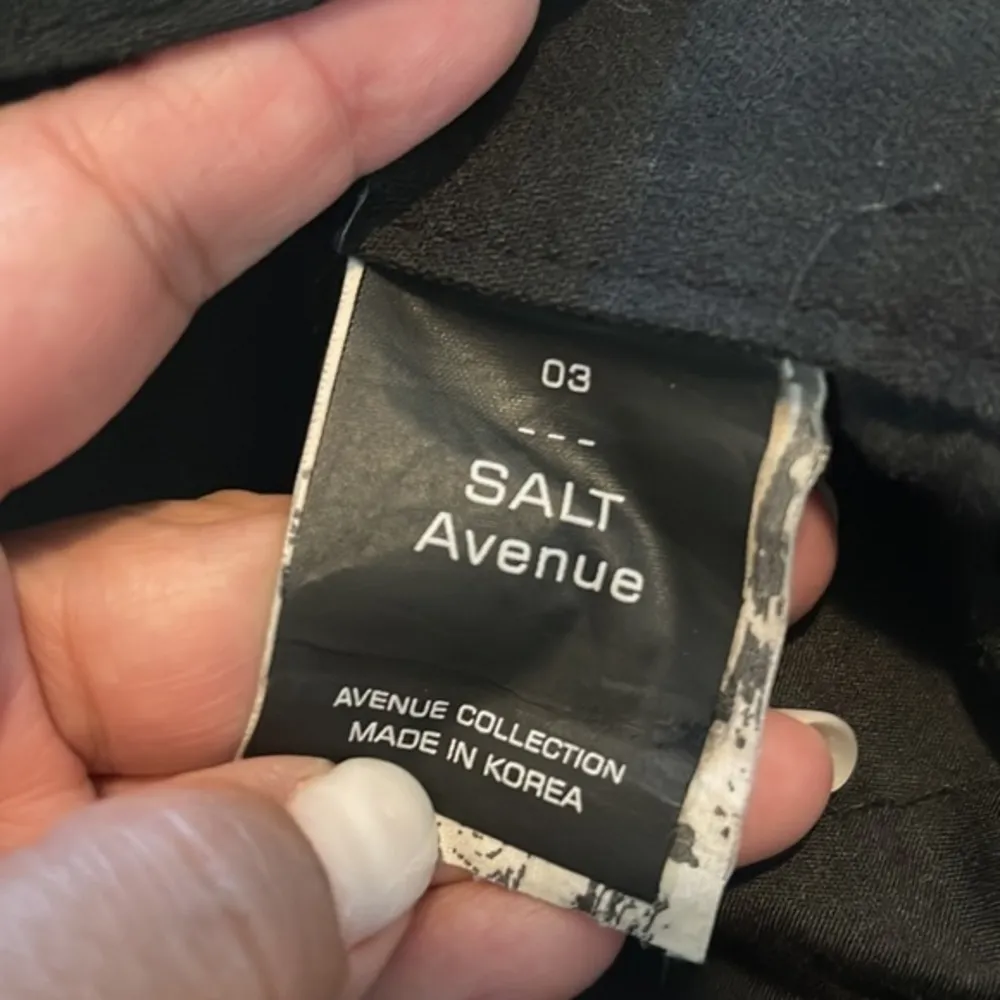 03
---
SALT
Avenue
AVENUE COLLECTION
MADE IN KOREA